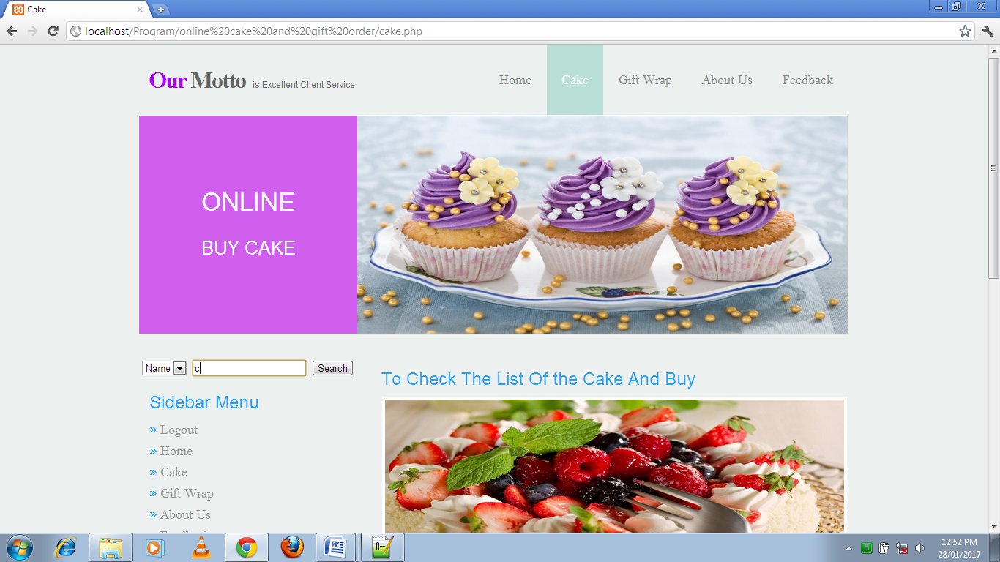 Cake
localhost/Program/online%20cake%20and%20gift%20order/cake.php
Our Motto is Excellent Client Service
Home Cake Gift Wrap About Us Feedback
ONLINE
BUY CAKE
Name c Search
To Check The List Of the Cake And Buy
Sidebar Menu
» Logout
» Home
» Cake
» Gift Wrap
» About Us
12:52 PM
28/01/2017